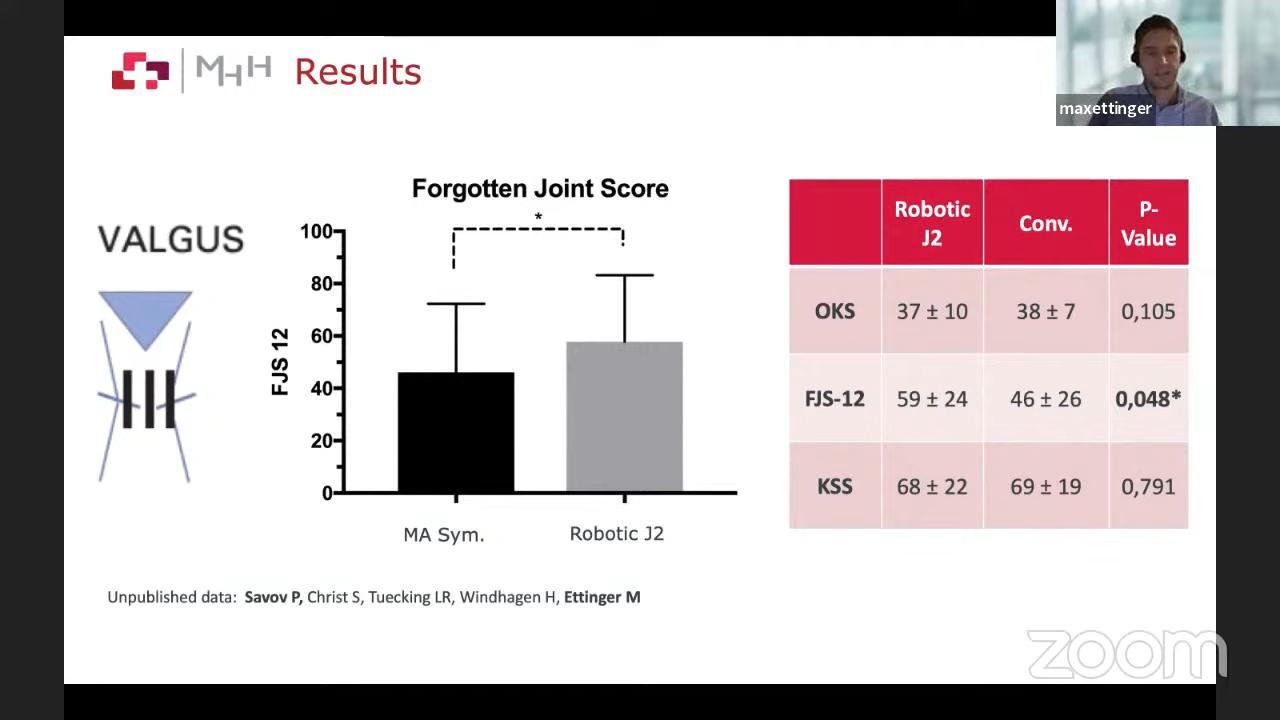 MHH
Results
maxettinger
VALGUS
Forgotten Joint Score
*
FJS 12
100
80
60
40
20
0
MA Sym.
Robotic J2
Robotic J2 Conv. P-Value
OKS 37 ± 10 38 ± 7 0,105
FJS-12 59 ± 24 46 ± 26 0,048*
KSS 68 ± 22 69 ± 19 0,791
Unpublished data: Savov P, Christ S, Tuecking LR, Windhagen H, Ettinger M
zoom